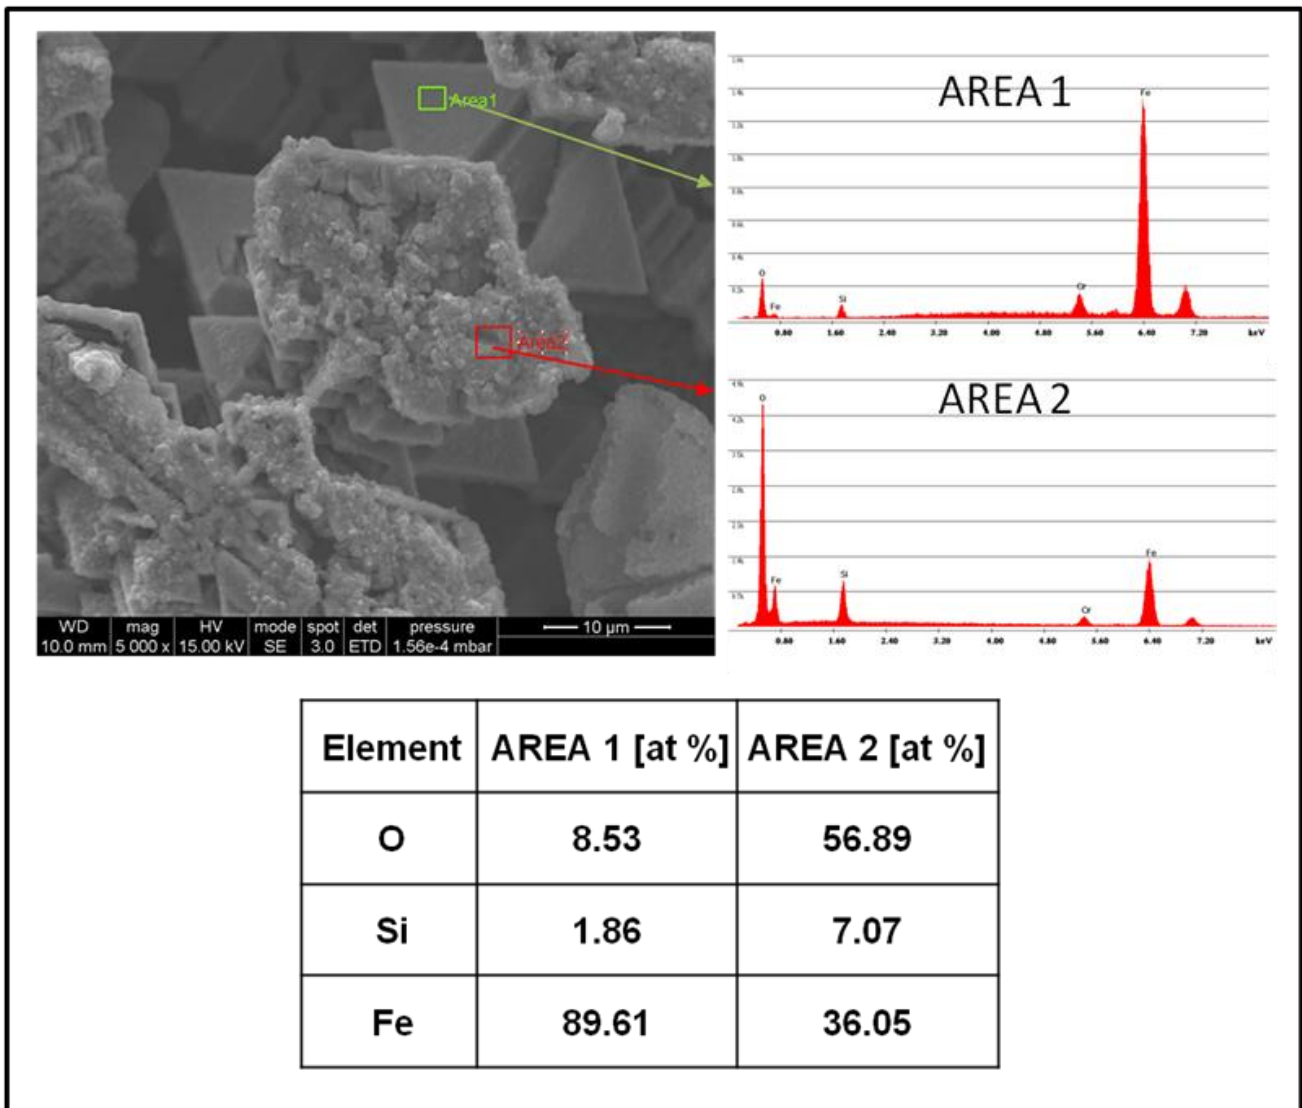 Area1
Area2
WD mag HV mode spot det pressure
10.0 mm 5 000 x 15.00 kV SE 3.0 ETD 1.56e-4 mbar
10 µm
AREA 1
Fe
O
Fe
Si
Cr
0.80 1.60 2.40 3.20 4.00 4.80 5.60 6.40 7.20 keV
AREA 2
O
Fe
Si
Cr
Fe
0.80 1.60 2.40 3.20 4.00 4.80 5.60 6.40 7.20 keV
Element AREA 1 [at %] AREA 2 [at %]
O 8.53 56.89
Si 1.86 7.07
Fe 89.61 36.05